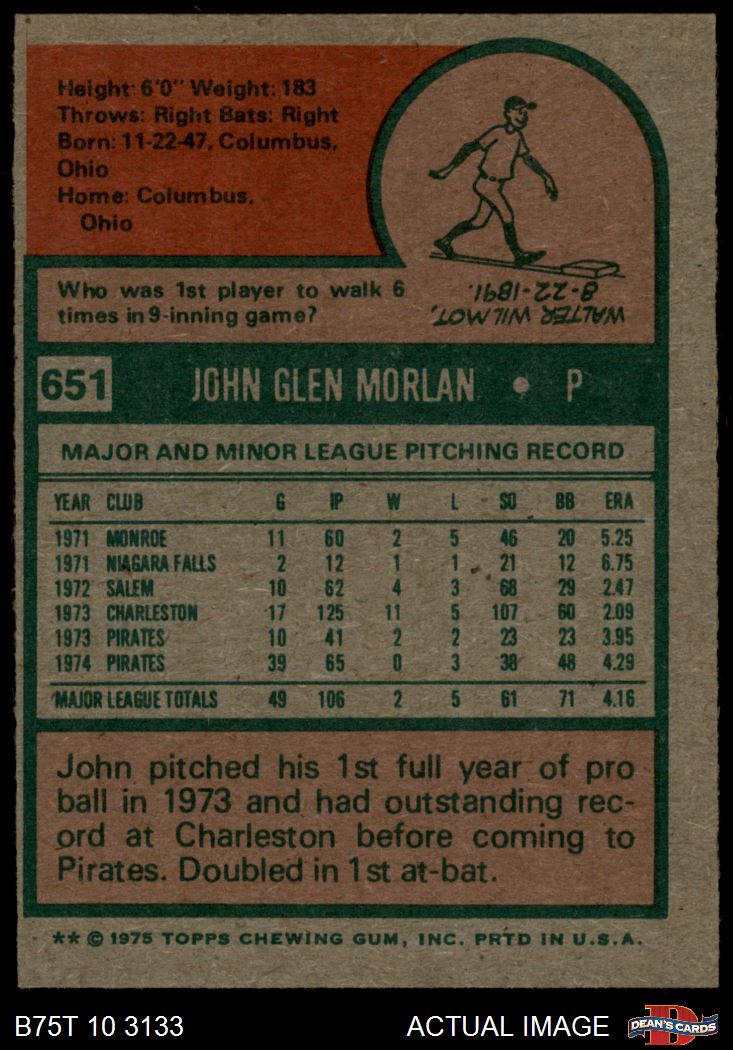 Height: 6'0" Weight: 183
Throws: Right Bats: Right
Born: 11-22-47, Columbus,
Ohio
Home: Columbus,
Ohio
Who was 1st player to walk 6
times in 9-inning game?
WALTER WILMOT,
8-22-1891.
651 JOHN GLEN MORLAN • P
MAJOR AND MINOR LEAGUE PITCHING RECORD
YEAR CLUB G IP W L SO BB ERA
1971 MONROE 11 60 2 5 46 20 5.25
1971 NIAGARA FALLS 2 12 1 1 21 12 6.75
1972 SALEM 10 62 4 3 68 29 2.47
1973 CHARLESTON 17 125 11 5 107 60 2.09
1973 PIRATES 10 41 2 2 23 23 3.95
1974 PIRATES 39 65 0 3 38 48 4.29
MAJOR LEAGUE TOTALS 49 106 2 5 61 71 4.16
John pitched his 1st full year of pro
ball in 1973 and had outstanding rec-
ord at Charleston before coming to
Pirates. Doubled in 1st at-bat.
** © 1975 TOPPS CHEWING GUM, INC. PRTD IN U.S.A.
B75T 10 3133 ACTUAL IMAGE D DEAN'S CARDS